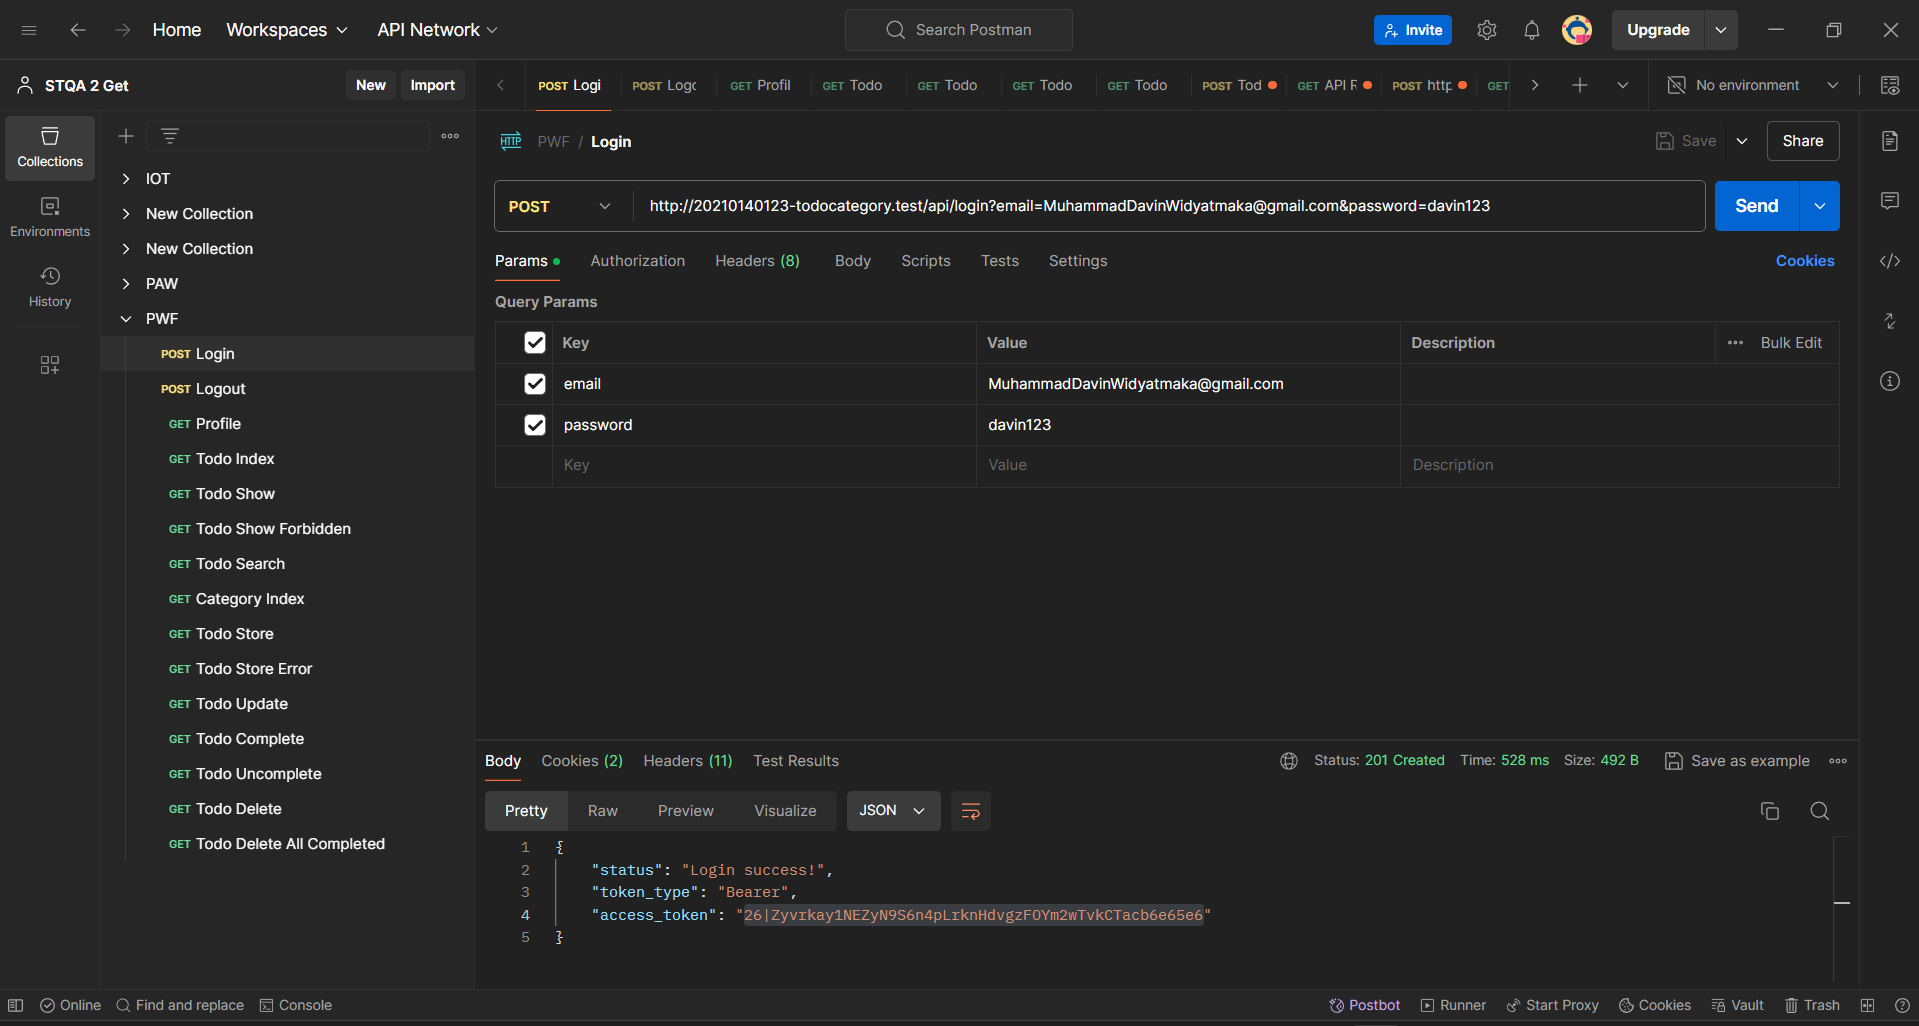 Home Workspaces API Network Search Postman Invite Upgrade
STQA 2 Get New Import POST Logi POST Logo GET Profil GET Todo GET Todo GET Todo GET Todo POST Tod GET API R POST http GET No environment
Collections
Environments
History
IOT
New Collection
New Collection
PAW
PWF
POST Login
POST Logout
GET Profile
GET Todo Index
GET Todo Show
GET Todo Show Forbidden
GET Todo Search
GET Category Index
GET Todo Store
GET Todo Store Error
GET Todo Update
GET Todo Complete
GET Todo Uncomplete
GET Todo Delete
GET Todo Delete All Completed
HTTP PWF / Login Save Share
POST http://20210140123-todocategory.test/api/login?email=MuhammadDavinWidyatmaka@gmail.com&password=davin123 Send
Params Authorization Headers (8) Body Scripts Tests Settings Cookies
Query Params
Key Value Description Bulk Edit
email MuhammadDavinWidyatmaka@gmail.com
password davin123
Key Value Description
Body Cookies (2) Headers (11) Test Results Status: 201 Created Time: 528 ms Size: 492 B Save as example
Pretty Raw Preview Visualize JSON
1 {
2 "status": "Login success!",
3 "token_type": "Bearer",
4 "access_token": "26|Zyvrkay1NEZyN9S6n4pLrknHdvgzFOYm2wTvkCTacb6e65e6"
5 }
Online Find and replace Console Postbot Runner Start Proxy Cookies Vault Trash